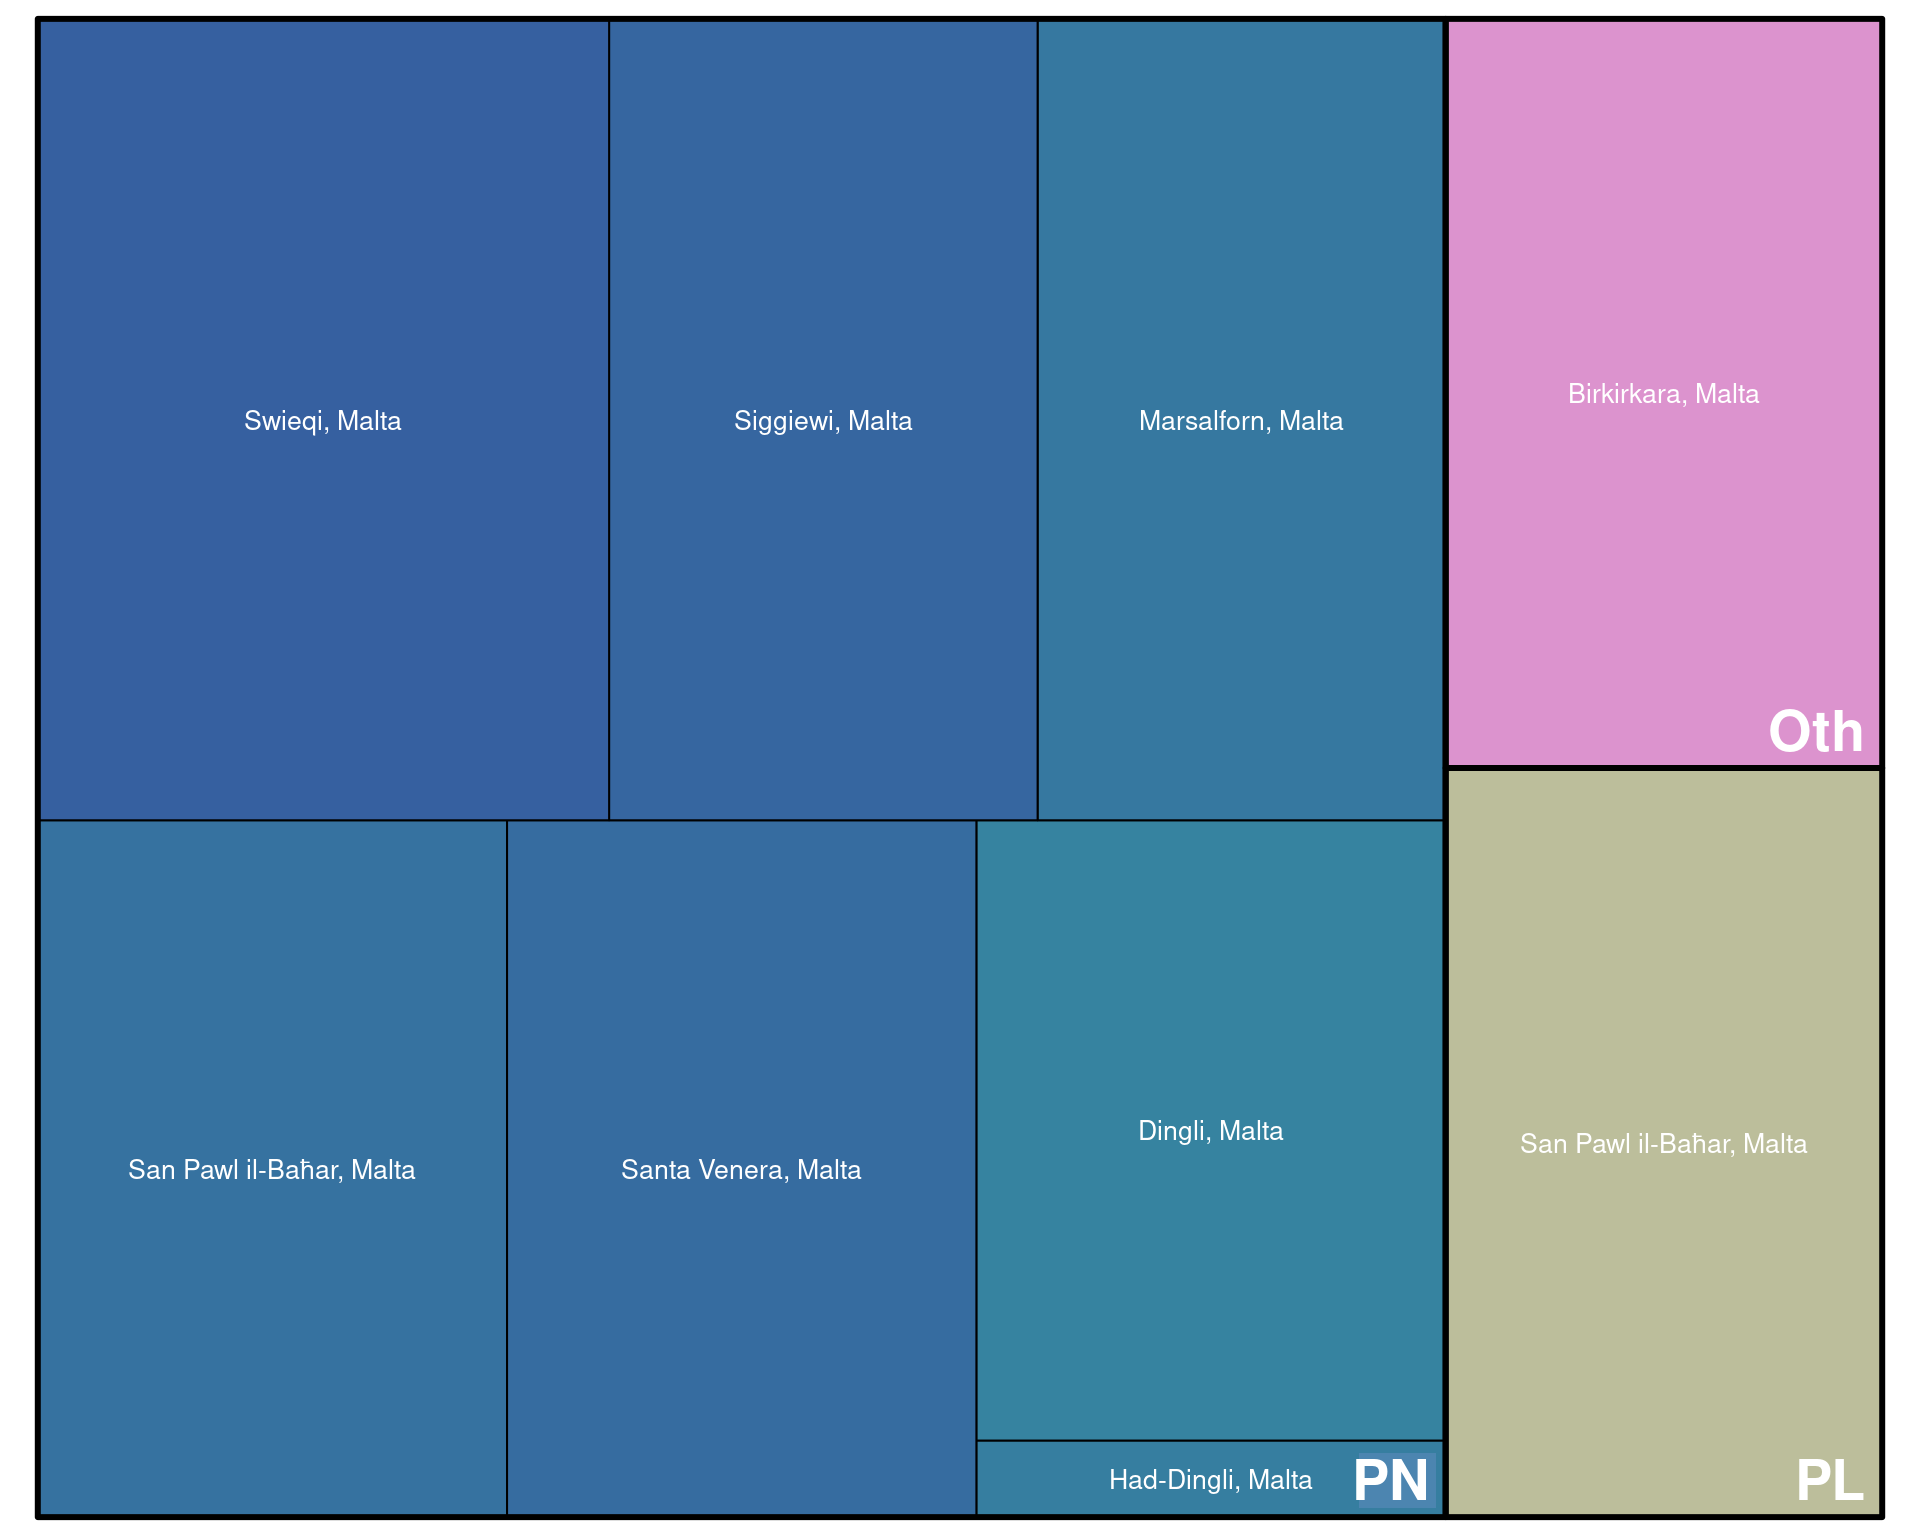 Swieqi, Malta
Siggiewi, Malta
Marsalforn, Malta
Birkirkara, Malta
Oth
San Pawl il-Baħar, Malta
Santa Venera, Malta
Dingli, Malta
Had-Dingli, Malta
PN
San Pawl il-Baħar, Malta
PL